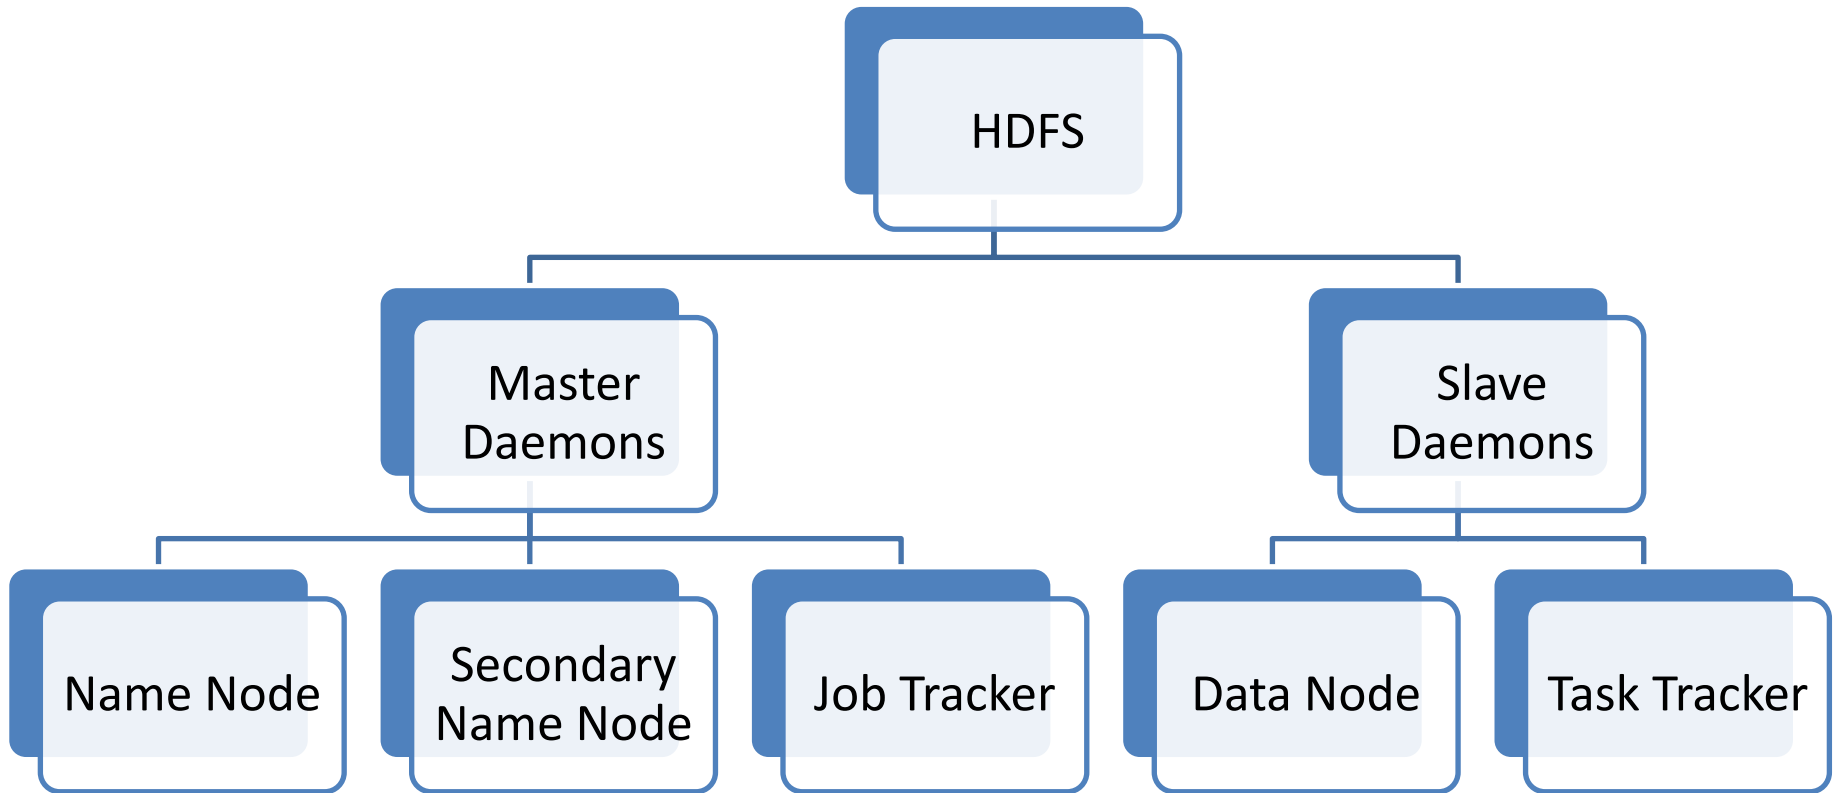 HDFS
Master
Daemons
Slave
Daemons
Name Node
Secondary
Name Node
Job Tracker
Data Node
Task Tracker